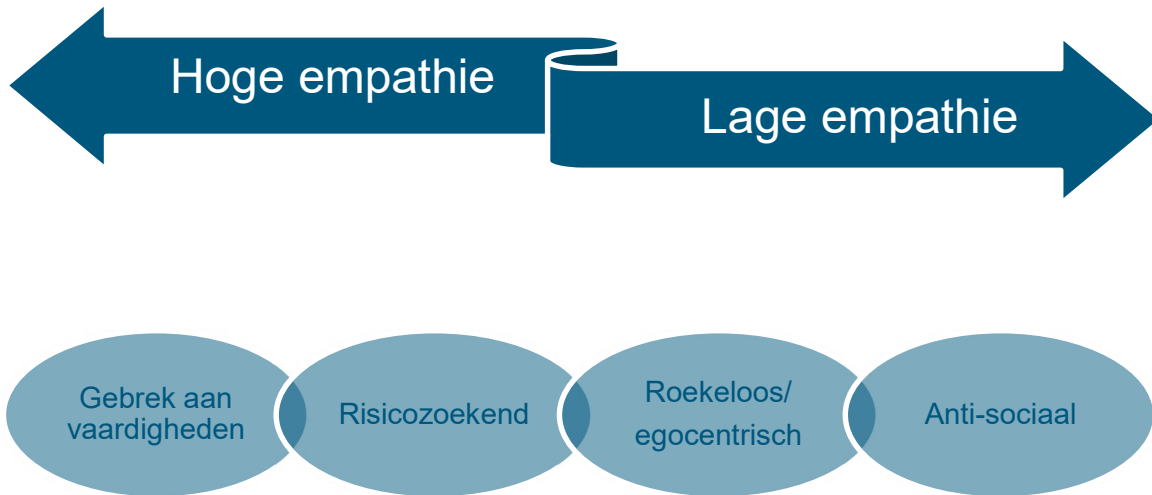 Hoge empathie
Lage empathie
Gebrek aan
vaardigheden
Risicozoekend
Roekeloos/
egocentrisch
Anti-sociaal